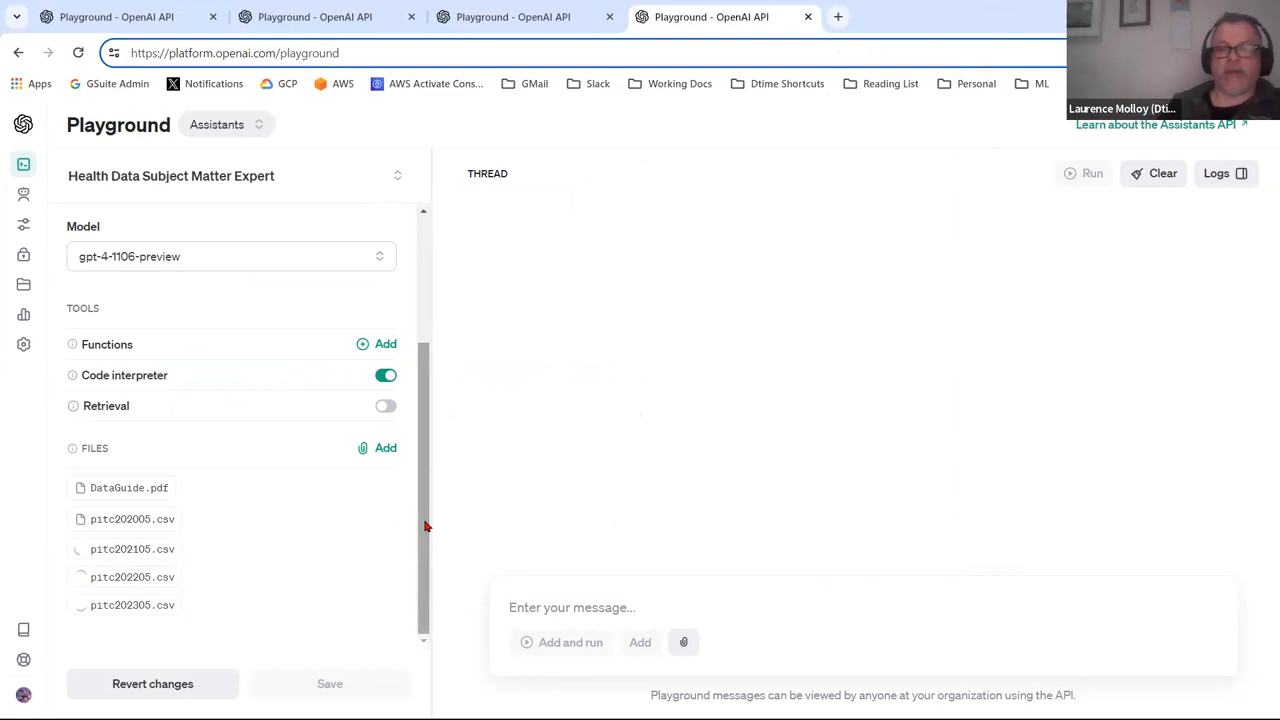 Playground - OpenAI API
Playground - OpenAI API
Playground - OpenAI API
Playground - OpenAI API
https://platform.openai.com/playground
Apps
GSuite Admin
Notifications
GCP
AWS
AWS Activate Cons...
GMail
Slack
Working Docs
Dtime Shortcuts
Reading List
Personal
ML
Laurence Molloy (Dti...
Playground
Assistants
Learn about the Assistants API
Health Data Subject Matter Expert
THREAD
Run
Clear
Logs
Model
gpt-4-1106-preview
TOOLS
Functions
Add
Code interpreter
Retrieval
FILES
Add
DataGuide.pdf
pitc202005.csv
pitc202105.csv
pitc202205.csv
pitc202305.csv
Enter your message...
Add and run
Add
Revert changes
Save
Playground messages can be viewed by anyone at your organization using the API.